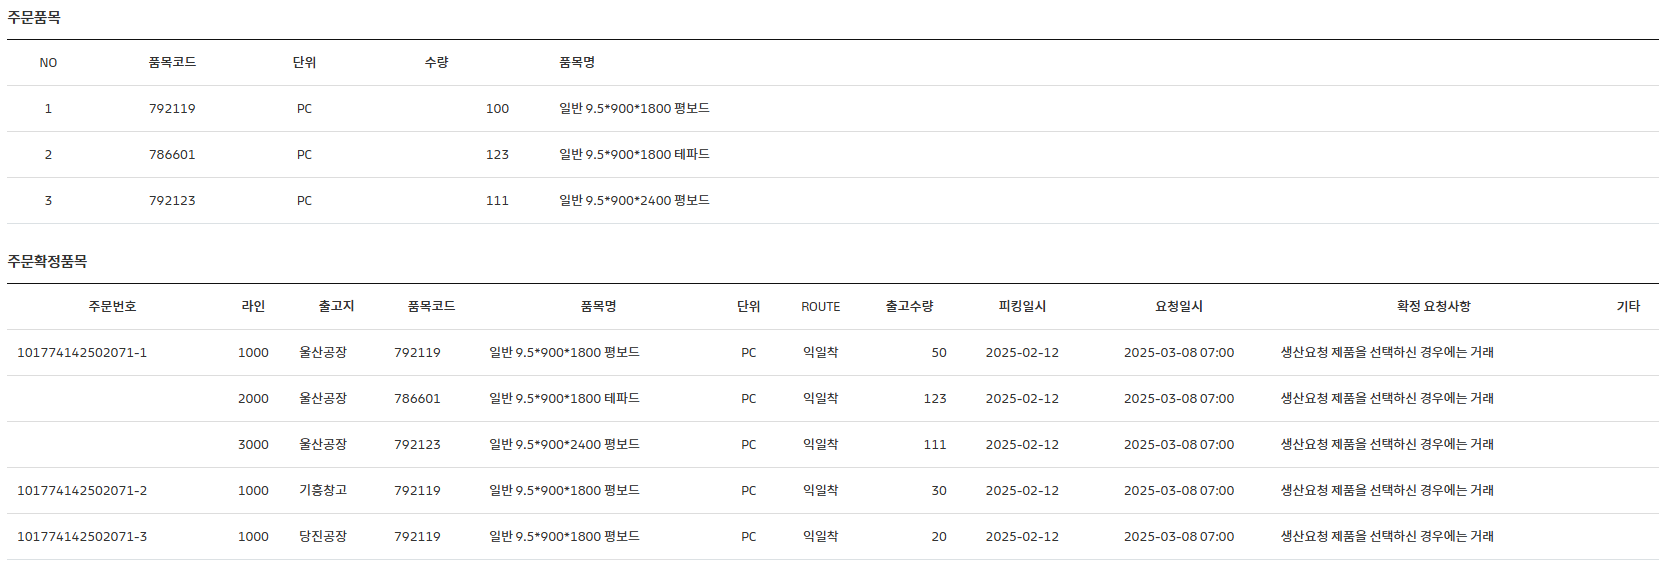 주문품목
NO 품목코드 단위 수량 품목명
1 792119 PC 100 일반 9.5*900*1800 평보드
2 786601 PC 123 일반 9.5*900*1800 테파드
3 792123 PC 111 일반 9.5*900*2400 평보드
주문확정품목
주문번호 라인 출고지 품목코드 품목명 단위 ROUTE 출고수량 피킹일시 요청일시 확정 요청사항 기타
101774142502071-1 1000 울산공장 792119 일반 9.5*900*1800 평보드 PC 익일착 50 2025-02-12 2025-03-08 07:00 생산요청 제품을 선택하신 경우에는 거래
2000 울산공장 786601 일반 9.5*900*1800 테파드 PC 익일착 123 2025-02-12 2025-03-08 07:00 생산요청 제품을 선택하신 경우에는 거래
3000 울산공장 792123 일반 9.5*900*2400 평보드 PC 익일착 111 2025-02-12 2025-03-08 07:00 생산요청 제품을 선택하신 경우에는 거래
101774142502071-2 1000 기흥창고 792119 일반 9.5*900*1800 평보드 PC 익일착 30 2025-02-12 2025-03-08 07:00 생산요청 제품을 선택하신 경우에는 거래
101774142502071-3 1000 당진공장 792119 일반 9.5*900*1800 평보드 PC 익일착 20 2025-02-12 2025-03-08 07:00 생산요청 제품을 선택하신 경우에는 거래